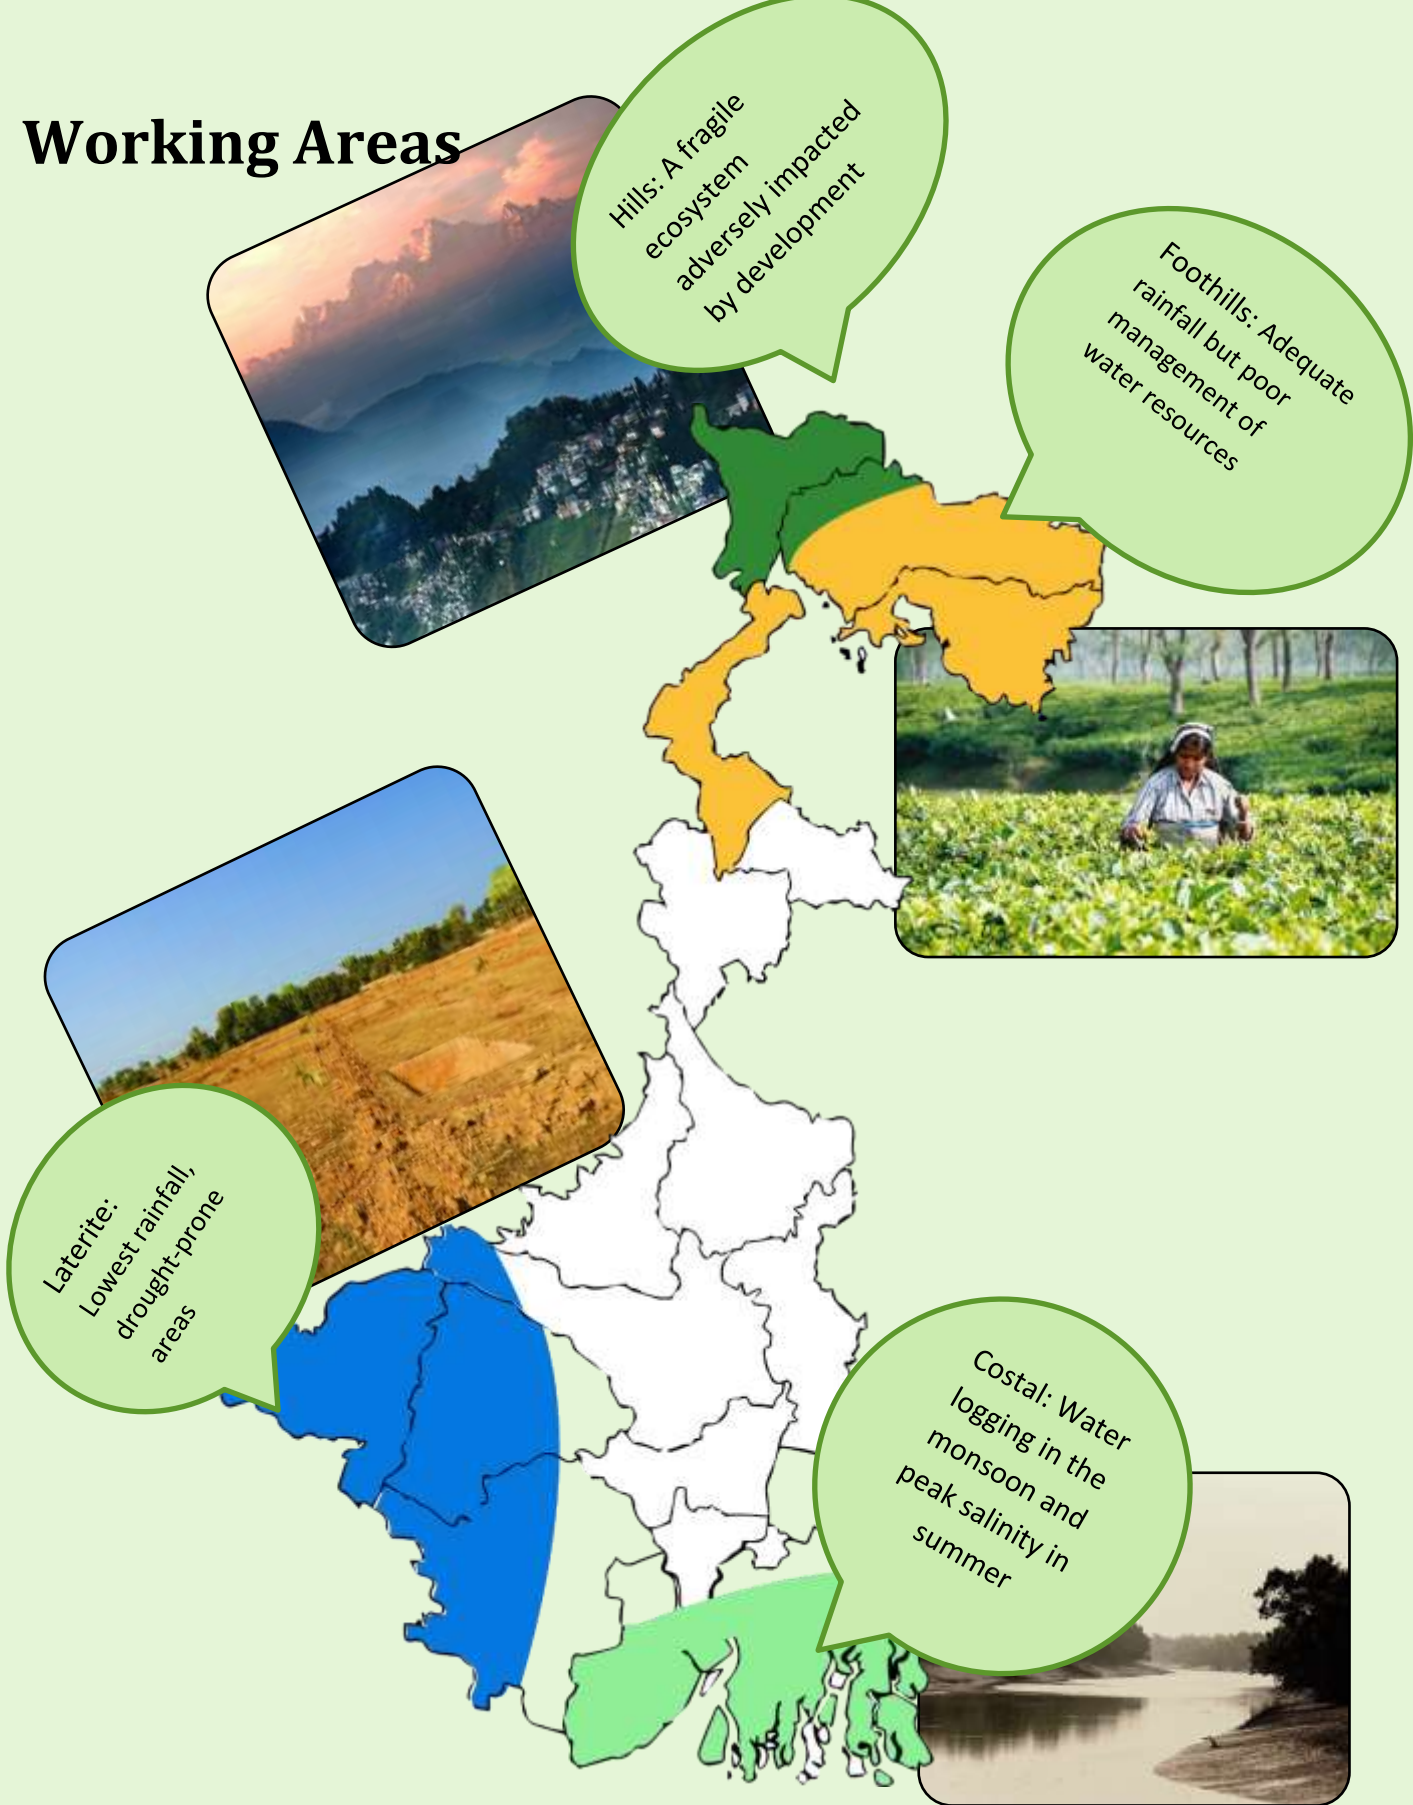 Working Areas
Hills: A fragile
ecosystem
adversely impacted
by development
Foothills: Adequate
rainfall but poor
management of
water resources
Laterite:
Lowest rainfall,
drought-prone
areas
Costal: Water
logging in the
monsoon and
peak salinity in
summer